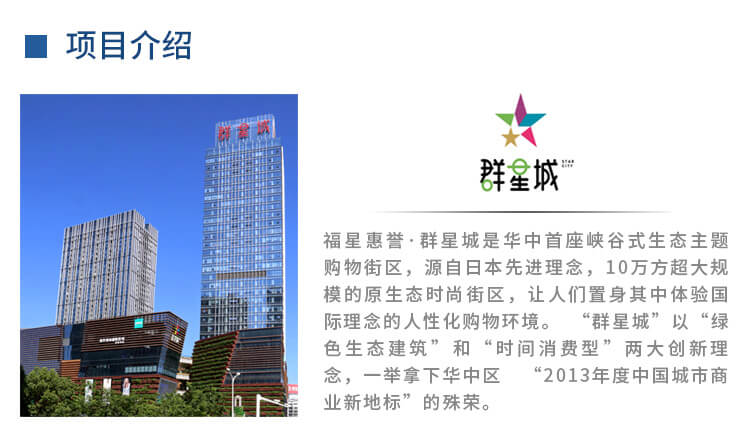 项目介绍
群星城
群星城
STAR
CITY
福星惠誉·群星城是华中首座峡谷式生态主题
购物街区，源自日本先进理念，10万方超大规
模的原生态时尚街区，让人们置身其中体验国
际理念的人性化购物环境。 “群星城”以“绿
色生态建筑”和“时间消费型”两大创新理
念，一举拿下华中区 “2013年度中国城市商
业新地标”的殊荣。